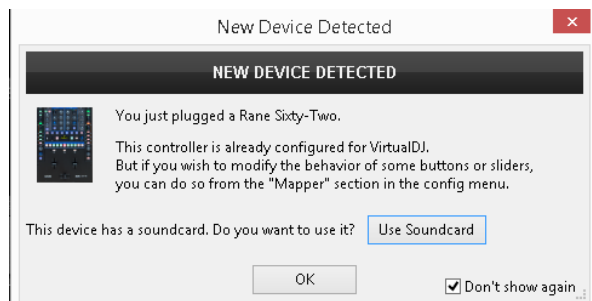 New Device Detected
NEW DEVICE DETECTED
You just plugged a Rane Sixty-Two.
This controller is already configured for VirtualDJ.
But if you wish to modify the behavior of some buttons or sliders,
you can do so from the "Mapper" section in the config menu.
This device has a soundcard. Do you want to use it? Use Soundcard
OK
Don't show again